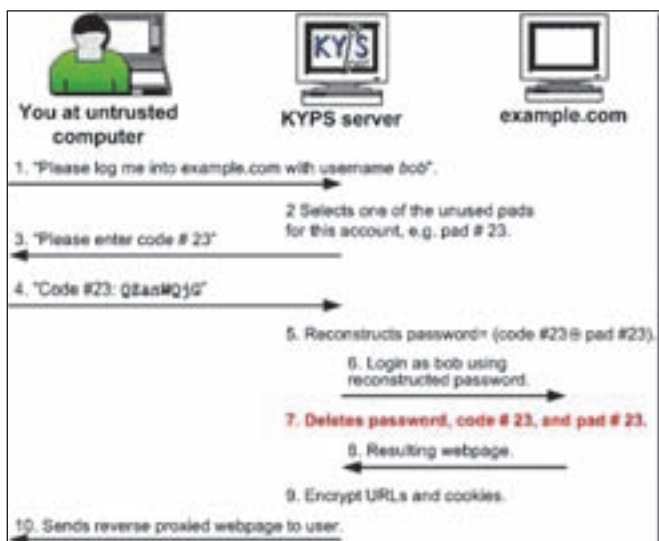 KYPS
You at untrusted
computer
KYPS server
example.com
1. "Please log me into example.com with username bob".
2 Selects one of the unused pads
for this account, e.g. pad # 23.
3. "Please enter code # 23"
4. "Code #23:
5. Reconstructs password= (code #23⊕ pad #23).
6. Login as bob using
reconstructed password.
7. Deletes password, code # 23, and pad # 23.
8. Resulting webpage.
9. Encrypt URLs and cookies.
10. Sends reverse proxied webpage to user.